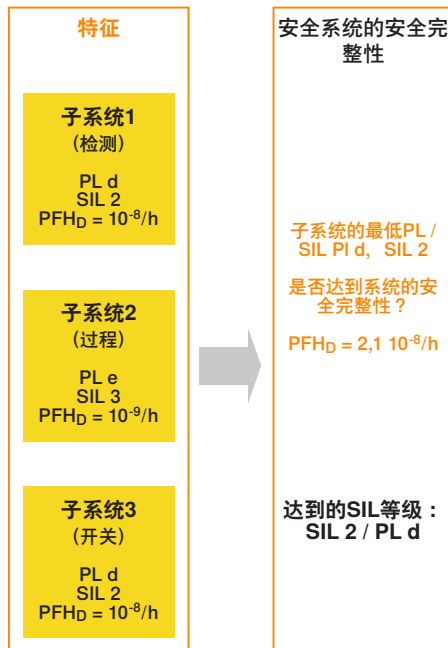 特征
子系统1
(检测)
PL d
SIL 2
PFHD = 10-8/h
子系统2
(过程)
PL e
SIL 3
PFHD = 10-9/h
子系统3
(开关)
PL d
SIL 2
PFHD = 10-8/h
安全系统的安全完
整性
子系统的最低PL /
SIL Pl d, SIL 2
是否达到系统的安
全完整性？
PFHD = 2,1 10-8/h
达到的SIL等级：
SIL 2 / PL d